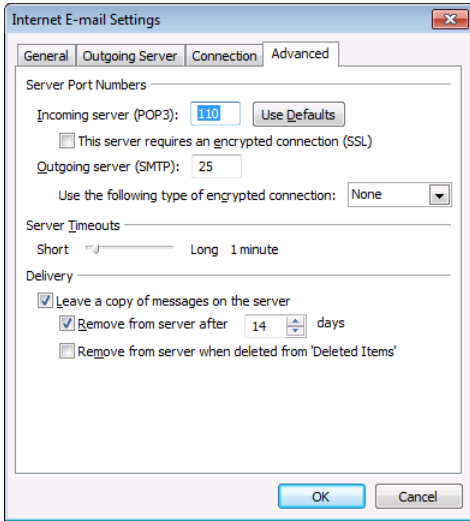 Internet E-mail Settings
General Outgoing Server Connection Advanced
Server Port Numbers
Incoming server (POP3): 110 Use Defaults
This server requires an encrypted connection (SSL)
Outgoing server (SMTP): 25
Use the following type of encrypted connection: None
Server Timeouts
Short Long 1 minute
Delivery
Leave a copy of messages on the server
Remove from server after 14 days
Remove from server when deleted from 'Deleted Items'
OK Cancel